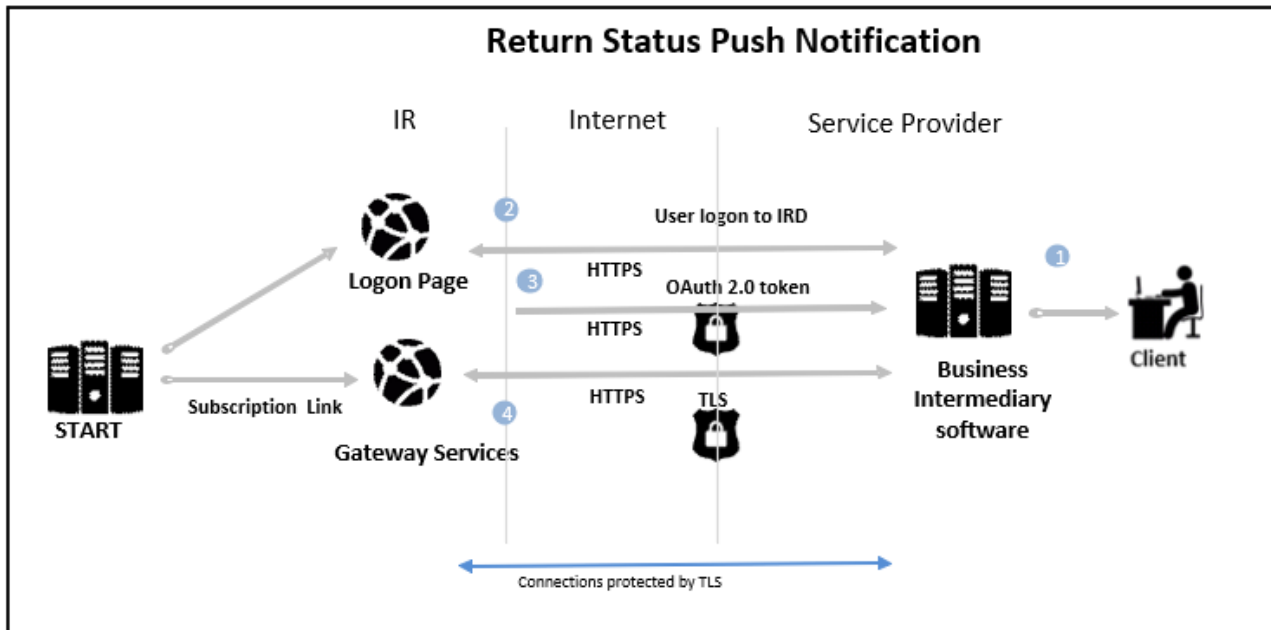 Return Status Push Notification
IR
Internet
Service Provider
2
User logon to IRD
HTTPS
1
Logon Page
3
OAuth 2.0 token
HTTPS
Client
START
Subscription Link
HTTPS
TLS
4
Gateway Services
Business
Intermediary
software
Connections protected by TLS